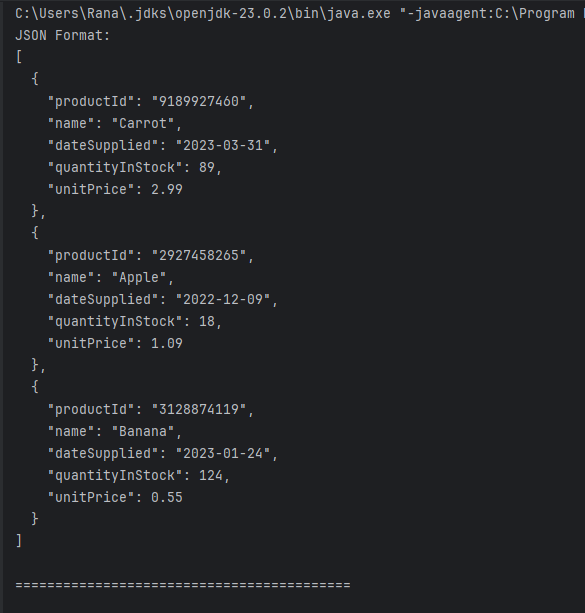 C:\Users\Rana\.jdks\openjdk-23.0.2\bin\java.exe "-javaagent:C:\Program
JSON Format:
[
  {
    "productId": "9189927460",
    "name": "Carrot",
    "dateSupplied": "2023-03-31",
    "quantityInStock": 89,
    "unitPrice": 2.99
  },
  {
    "productId": "2927458265",
    "name": "Apple",
    "dateSupplied": "2022-12-09",
    "quantityInStock": 18,
    "unitPrice": 1.09
  },
  {
    "productId": "3128874119",
    "name": "Banana",
    "dateSupplied": "2023-01-24",
    "quantityInStock": 124,
    "unitPrice": 0.55
  }
]
==========================================